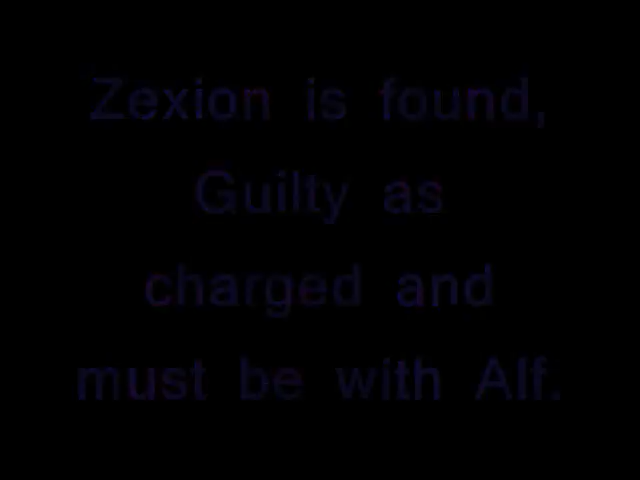 Zexion is found,
Guilty as
charged and
must be with Alf.